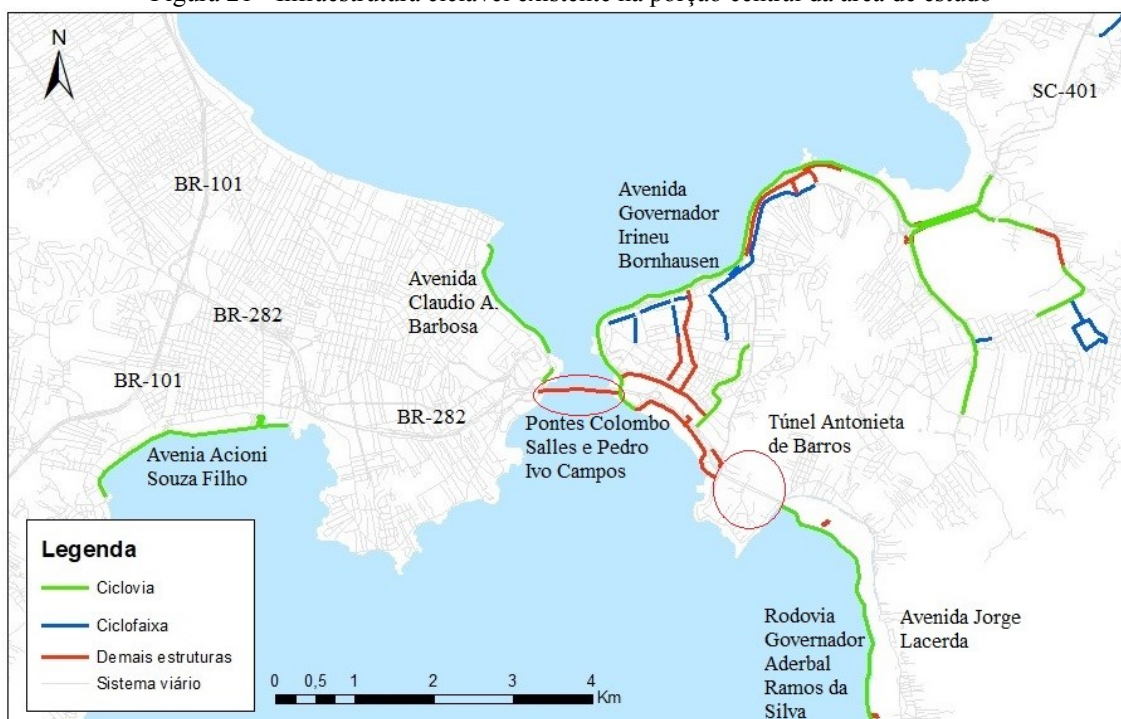 Figura 21 - Infraestrutura ciclável existente na porção central da área de estudo
N
SC-401
BR-101
Avenida
Governador
Irineu
Bornhausen
Avenida
Claudio A.
Barbosa
BR-282
BR-101
BR-282
Pontes Colombo
Salles e Pedro
Ivo Campos
Túnel Antonieta
de Barros
Avenia Acioni
Souza Filho
Legenda
Ciclovia
Ciclofaixa
Demais estruturas
Sistema viário
0 0,5 1 2 3 4
Km
Rodovia
Governador
Aderbal
Ramos da
Silva
Avenida Jorge
Lacerda